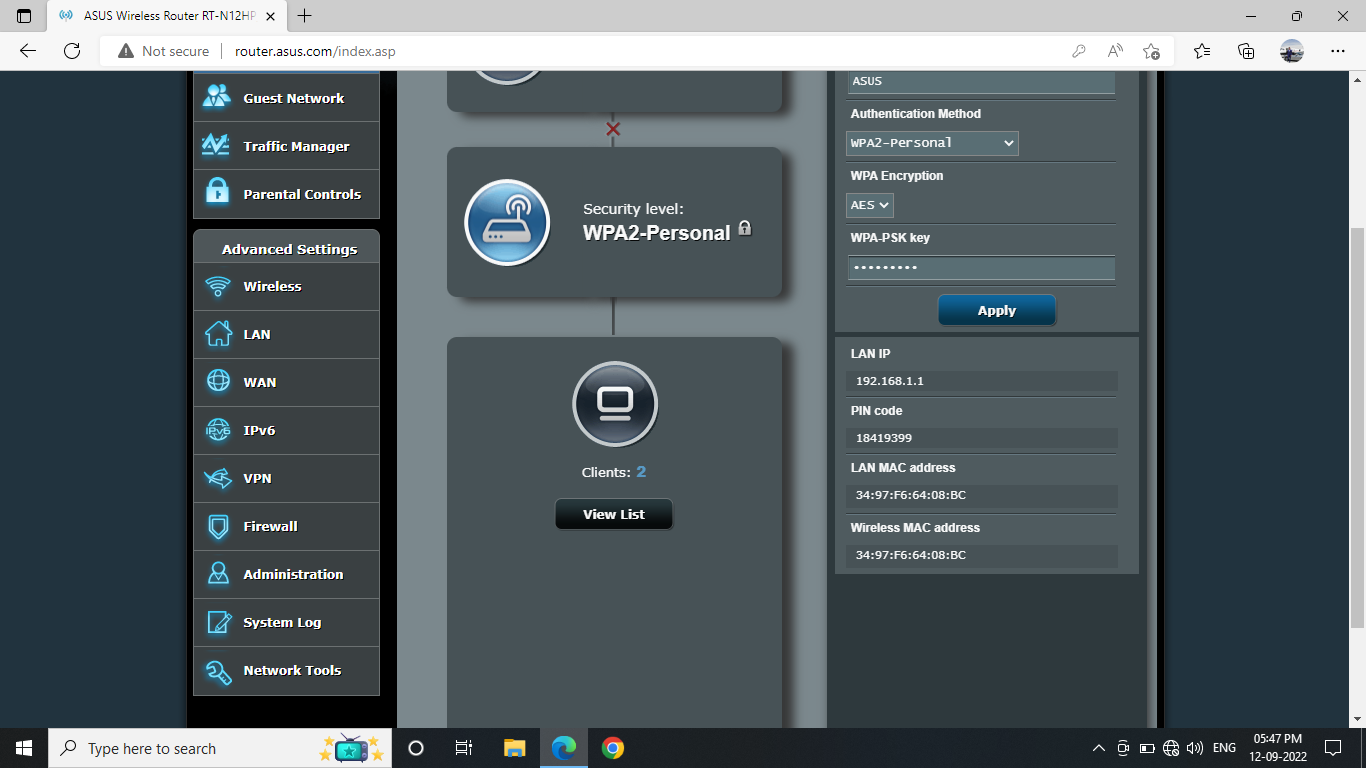 ASUS Wireless Router RT-N12HP
Not secure
router.asus.com/index.asp
Guest Network
Traffic Manager
Parental Controls
Advanced Settings
Wireless
LAN
WAN
IPv6
IPv6
VPN
Firewall
Administration
System Log
Network Tools
Security level:
WPA2-Personal
Clients: 2
View List
ASUS
Authentication Method
WPA2-Personal
WPA Encryption
AES
WPA-PSK key
•••••••••
Apply
LAN IP
192.168.1.1
PIN code
18419399
LAN MAC address
34:97:F6:64:08:BC
Wireless MAC address
34:97:F6:64:08:BC
Type here to search
ENG
05:47 PM
12-09-2022